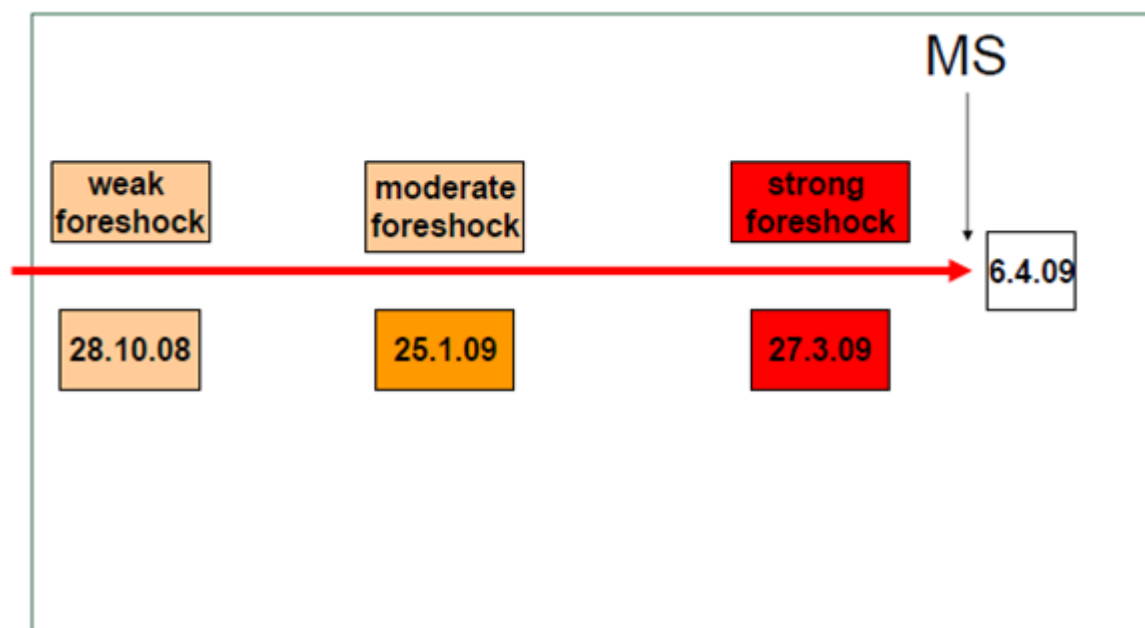 MS
weak
foreshock
moderate
foreshock
strong
foreshock
6.4.09
28.10.08
25.1.09
27.3.09